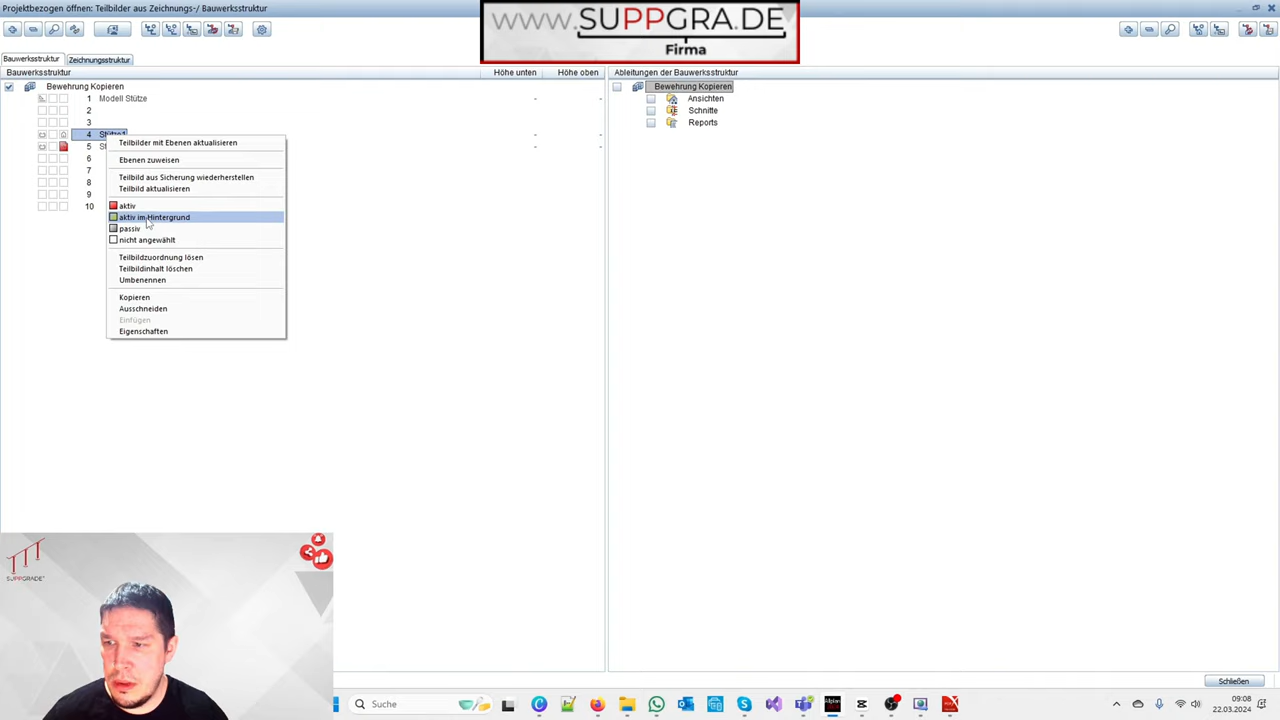 Projektbezogen öffnen: Teilbilder aus Zeichnungs-/ Bauwerksstruktur
www.SUPPGRA.DE
Firma
Bauwerksstruktur
Zeichnungsstruktur
Bauwerksstruktur
Höhe unten
Höhe oben
Ableitungen der Bauwerksstruktur
Bewehrung Kopieren
1 Modell Stütze
2
3
4 Stütze1
5
6
7
8
9
10
Teilbilder mit Ebenen aktualisieren
Ebenen zuweisen
Teilbild aus Sicherung wiederherstellen
Teilbild aktualisieren
aktiv
aktiv im Hintergrund
passiv
nicht angewählt
Teilbildzuordnung lösen
Teilbildinhalt löschen
Umbenennen
Kopieren
Ausschneiden
Einfügen
Eigenschaften
Bewehrung Kopieren
Ansichten
Schnitte
Reports
SUPPGRADE
Schließen
Suche
09:08
22.03.2024